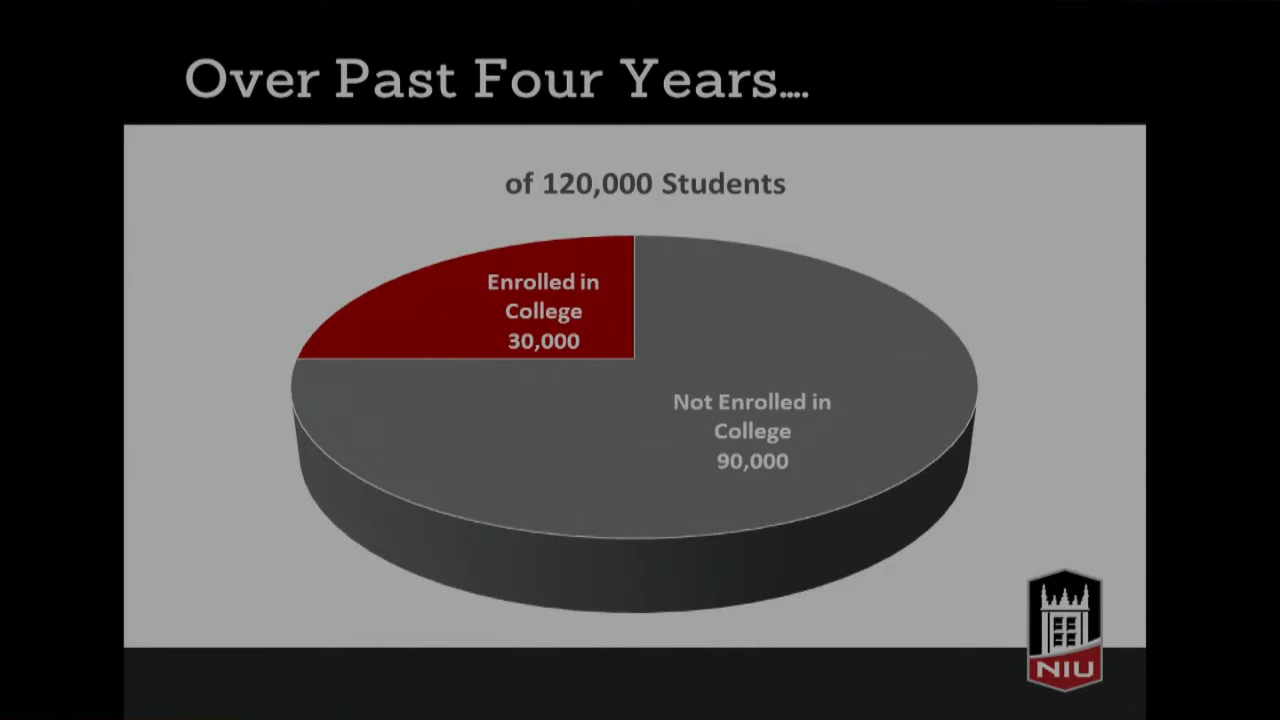 Over Past Four Years....
of 120,000 Students
Enrolled in
College
30,000
Not Enrolled in
College
90,000
NIU